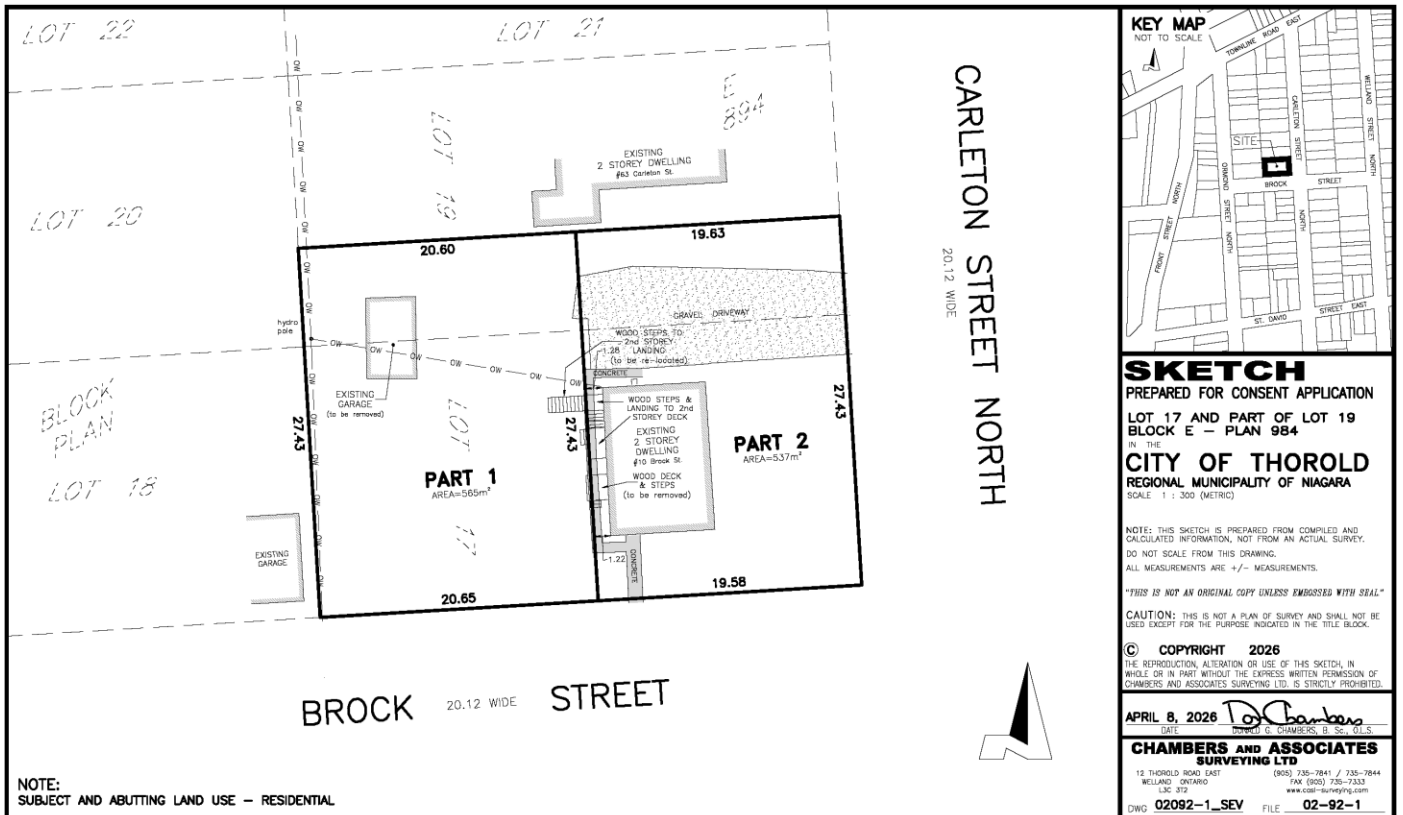 LOT 22
LOT 21
LOT 19
E
894
EXISTING
2 STOREY DWELLING
#63 Carleton St.
LOT 20
20.60
19.63
CARLETON STREET NORTH
20.12 WIDE
hydro
pole
OW
GRAVEL DRIVEWAY
WOOD STEPS TO
2nd STOREY
LANDING
(to be re-located)
1.28
CONCRETE
EXISTING
GARAGE
(to be removed)
BLOCK
PLAN
LOT 18
27.43
LOT 17
27.43
WOOD STEPS &
LANDING TO 2nd
STOREY DECK
EXISTING
2 STOREY
DWELLING
#10 Brock St.
WOOD DECK
& STEPS
(to be removed)
27.43
PART 1
AREA=565m²
PART 2
AREA=537m²
EXISTING
GARAGE
1.22
CONCRETE
20.65
19.58
BROCK STREET
20.12 WIDE
NOTE:
SUBJECT AND ABUTTING LAND USE – RESIDENTIAL
KEY MAP
NOT TO SCALE
TOWNLINE ROAD EAST
CARLETON STREET
WELLAND STREET NORTH
SITE
BROCK STREET
ORMOND STREET NORTH
NORTH
FRONT STREET NORTH
ST. DAVID STREET EAST
SKETCH
PREPARED FOR CONSENT APPLICATION
LOT 17 AND PART OF LOT 19
BLOCK E – PLAN 984
IN THE
CITY OF THOROLD
REGIONAL MUNICIPALITY OF NIAGARA
SCALE 1 : 300 (METRIC)
NOTE: THIS SKETCH IS PREPARED FROM COMPILED AND
CALCULATED INFORMATION, NOT FROM AN ACTUAL SURVEY.
DO NOT SCALE FROM THIS DRAWING.
ALL MEASUREMENTS ARE +/- MEASUREMENTS.
"THIS IS NOT AN ORIGINAL COPY UNLESS EMBOSSED WITH SEAL"
CAUTION: THIS IS NOT A PLAN OF SURVEY AND SHALL NOT BE
USED EXCEPT FOR THE PURPOSE INDICATED IN THE TITLE BLOCK.
© COPYRIGHT 2026
THE REPRODUCTION, ALTERATION OR USE OF THIS SKETCH, IN
WHOLE OR IN PART WITHOUT THE EXPRESS WRITTEN PERMISSION OF
CHAMBERS AND ASSOCIATES SURVEYING LTD. IS STRICTLY PROHIBITED.
APRIL 8, 2026 Don Chambers
DATE DONALD G. CHAMBERS, B. Sc., O.L.S.
CHAMBERS AND ASSOCIATES
SURVEYING LTD
12 THOROLD ROAD EAST
WELLAND ONTARIO
L3C 3T2
(905) 735-7841 / 735-7844
FAX (905) 735-7333
www.casl-surveying.com
DWG 02092-1_SEV FILE 02-92-1